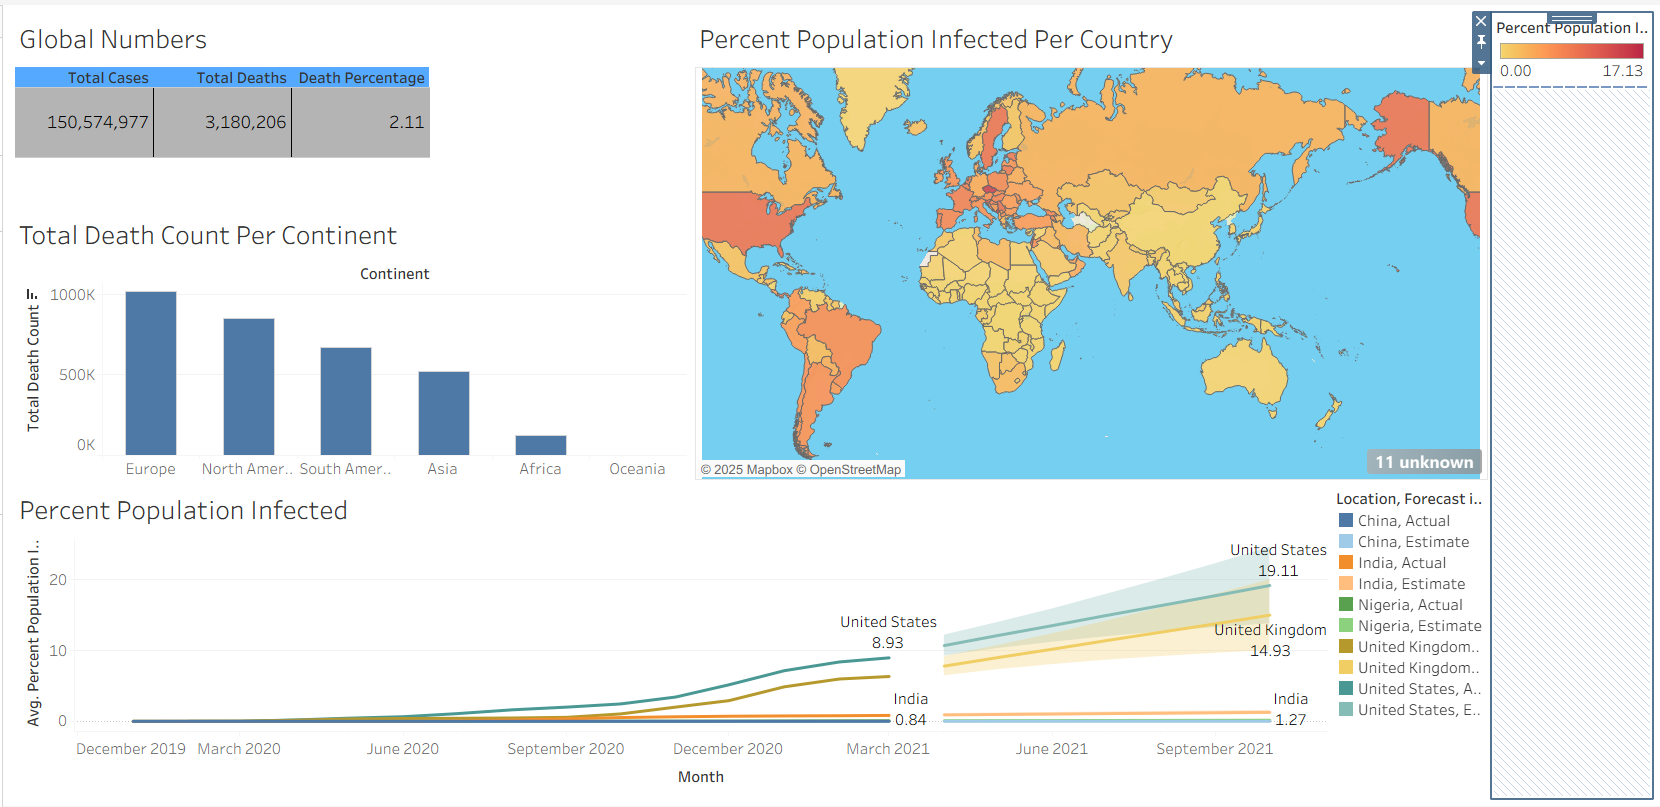 Global Numbers
Total Cases Total Deaths Death Percentage
150,574,977 3,180,206 2.11
Total Death Count Per Continent
Continent
Total Death Count
1000K
500K
0K
Europe North Amer.. South Amer.. Asia Africa Oceania
Percent Population Infected Per Country
© 2025 Mapbox © OpenStreetMap
11 unknown
Percent Population I..
0.00 17.13
Percent Population Infected
Avg. Percent Population I..
20
10
0
United States
8.93
India
0.84
United States
19.11
United Kingdom
14.93
India
1.27
December 2019 March 2020 June 2020 September 2020 December 2020 March 2021 June 2021 September 2021
Month
Location, Forecast i..
China, Actual
China, Estimate
India, Actual
India, Estimate
Nigeria, Actual
Nigeria, Estimate
United Kingdom..
United Kingdom..
United States, A..
United States, E..